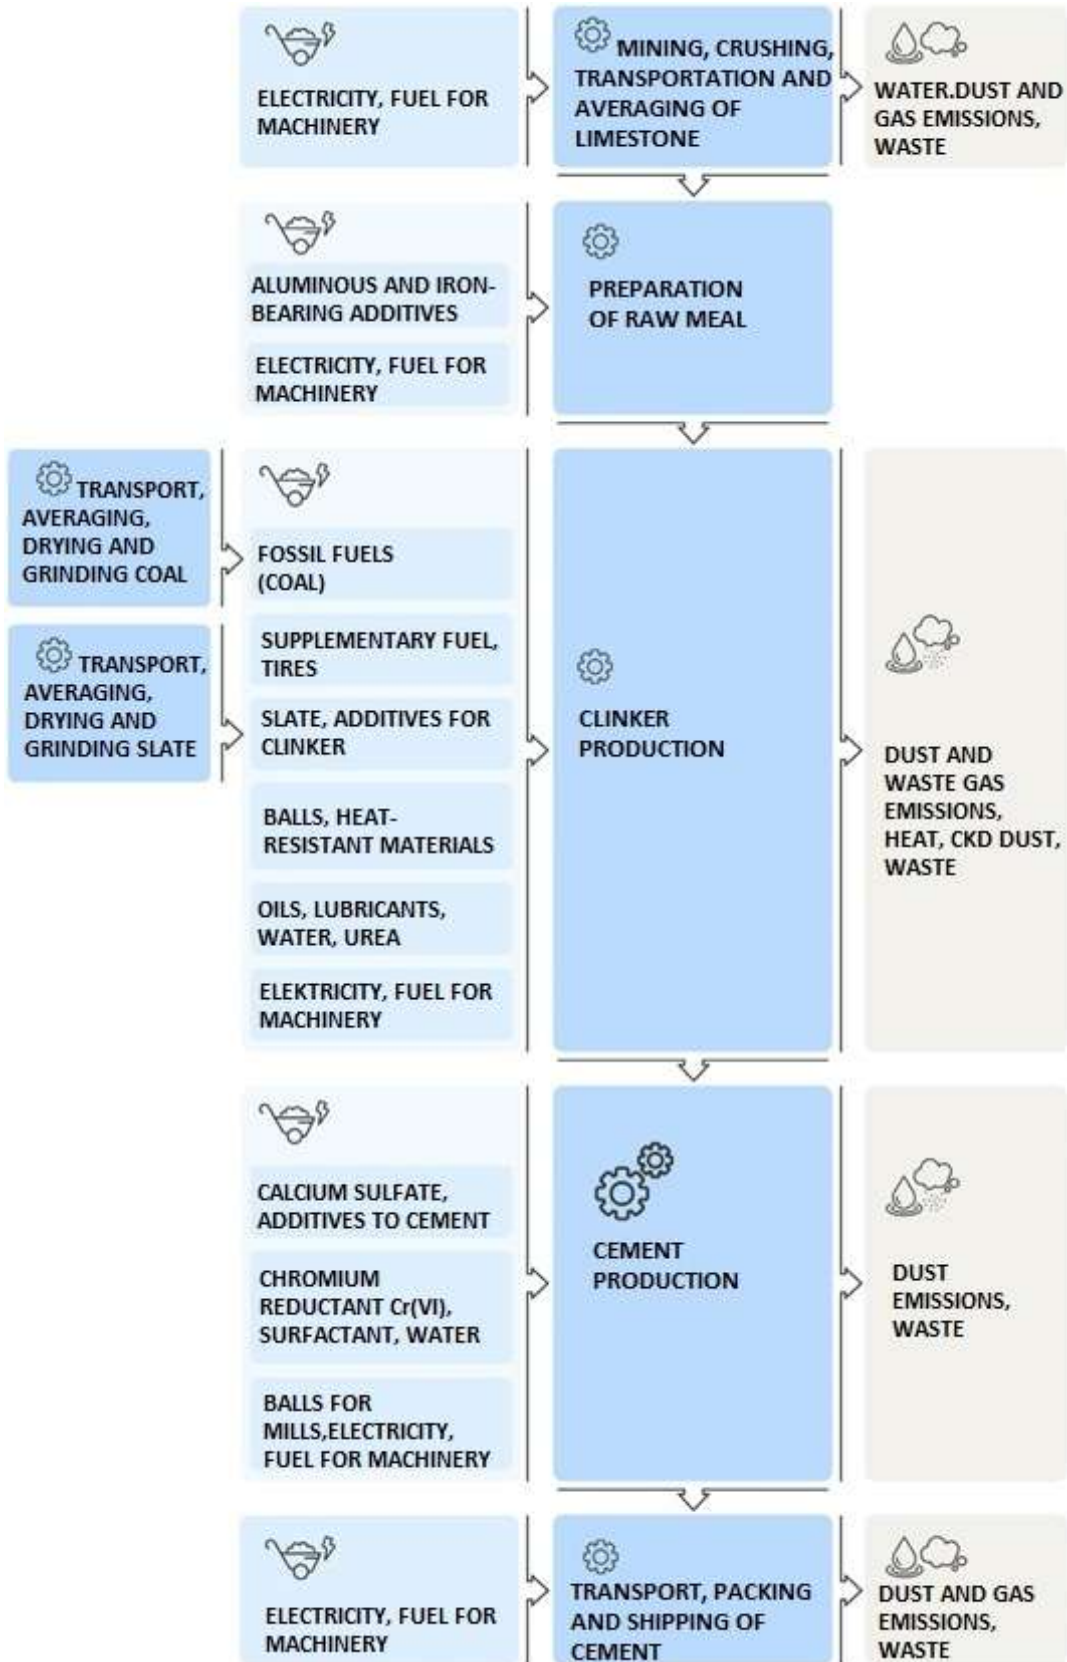 ELECTRICITY, FUEL FOR
MACHINERY
MINING, CRUSHING,
TRANSPORTATION AND
AVERAGING OF
LIMESTONE
WATER.DUST AND
GAS EMISSIONS,
WASTE
ALUMINOUS AND IRON-
BEARING ADDITIVES
ELECTRICITY, FUEL FOR
MACHINERY
PREPARATION
OF RAW MEAL
TRANSPORT,
AVERAGING,
DRYING AND
GRINDING COAL
TRANSPORT,
AVERAGING,
DRYING AND
GRINDING SLATE
FOSSIL FUELS
(COAL)
SUPPLEMENTARY FUEL,
TIRES
SLATE, ADDITIVES FOR
CLINKER
BALLS, HEAT-
RESISTANT MATERIALS
OILS, LUBRICANTS,
WATER, UREA
ELEKTRICITY, FUEL FOR
MACHINERY
CLINKER
PRODUCTION
DUST AND
WASTE GAS
EMISSIONS,
HEAT, CKD DUST,
WASTE
CALCIUM SULFATE,
ADDITIVES TO CEMENT
CHROMIUM
REDUCTANT Cr(VI),
SURFACTANT, WATER
BALLS FOR
MILLS,ELECTRICITY,
FUEL FOR MACHINERY
CEMENT
PRODUCTION
DUST
EMISSIONS,
WASTE
ELECTRICITY, FUEL FOR
MACHINERY
TRANSPORT, PACKING
AND SHIPPING OF
CEMENT
DUST AND GAS
EMISSIONS,
WASTE